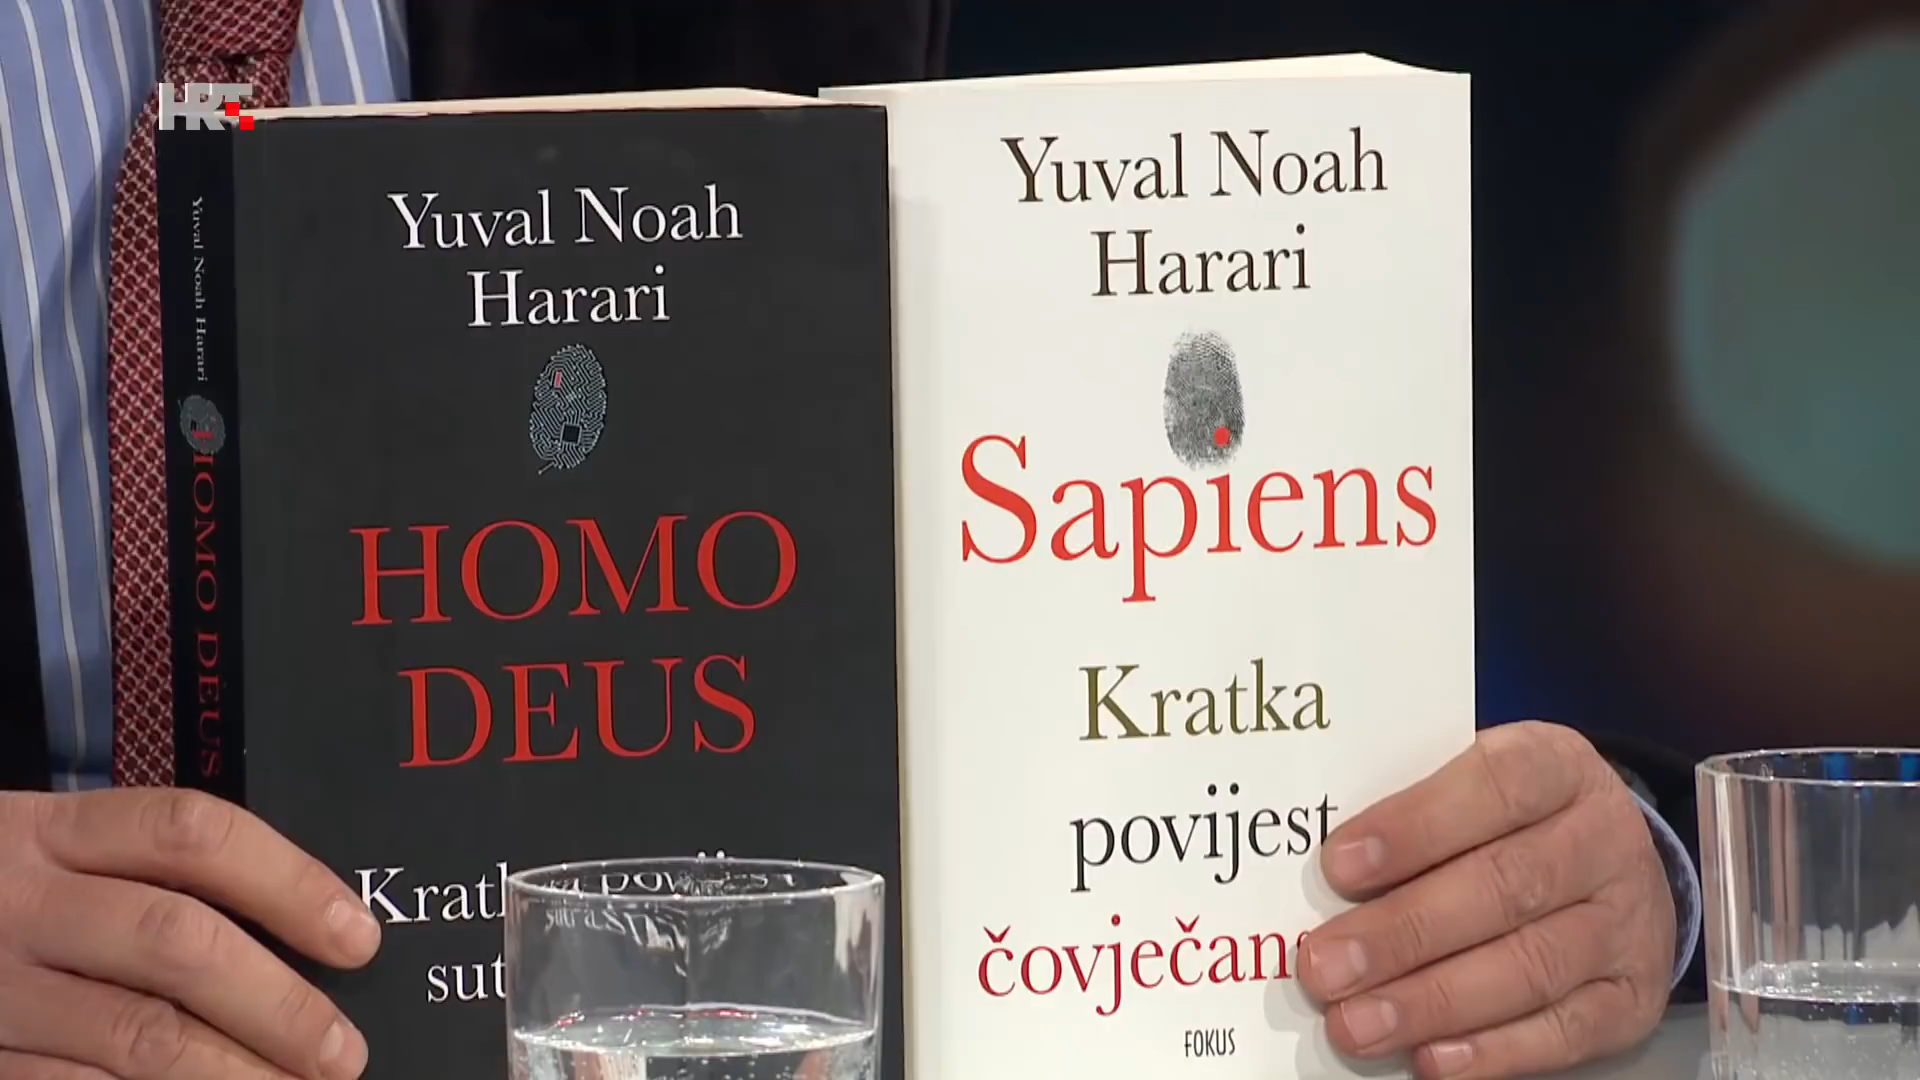 HRT
Yuval Noah Harari
HOMO DEUS
Yuval Noah
Harari
HOMO
DEUS
Yuval Noah
Harari
Sapiens
Kratka
povijest
FOKUS